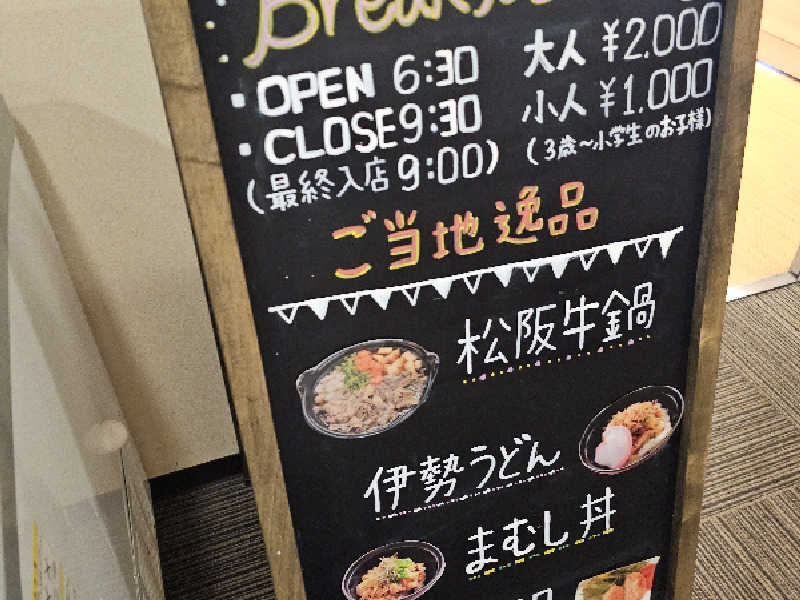 Breakfast
・OPEN 6:30
・CLOSE 9:30
(最終入店 9:00)
大人 ¥2.000
小人 ¥1.000
(3歳～小学生のお子様)
ご当地逸品
松阪牛鍋
伊勢うどん
まむし丼